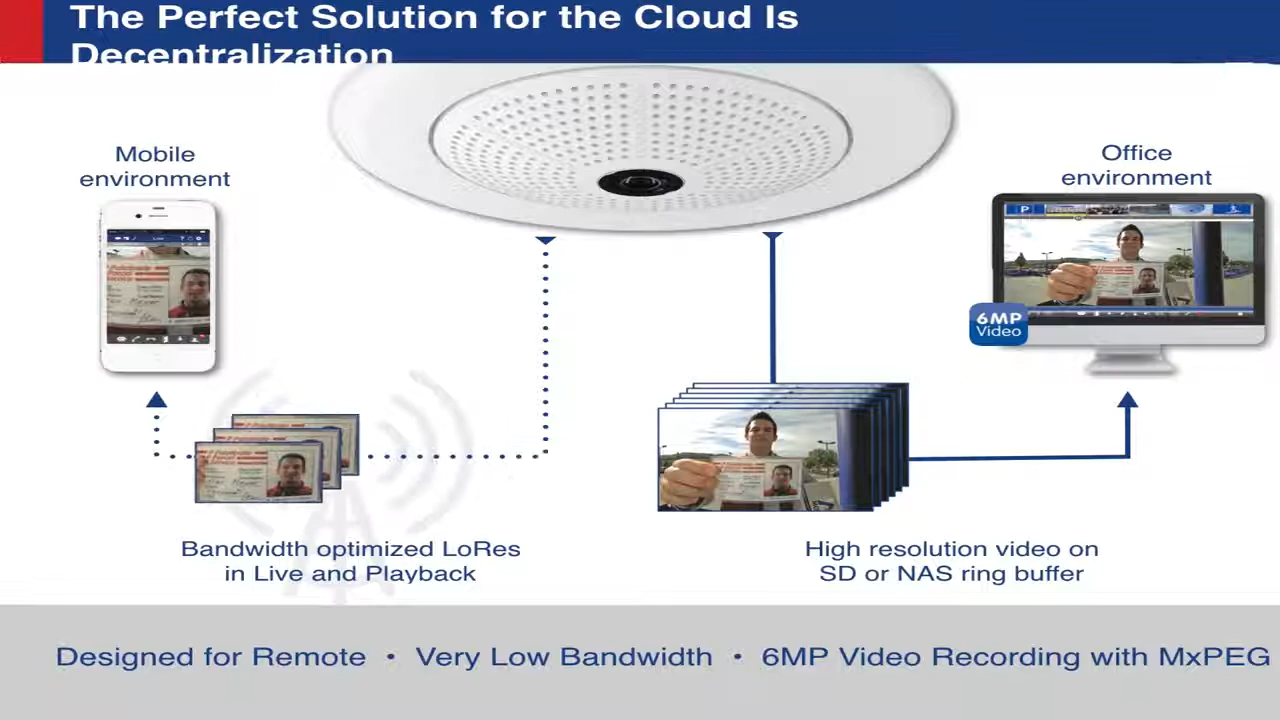 The Perfect Solution for the Cloud Is
Decentralization
Mobile
environment
Office
environment
P
6MP
Video
Bandwidth optimized LoRes
in Live and Playback
High resolution video on
SD or NAS ring buffer
Designed for Remote • Very Low Bandwidth • 6MP Video Recording with MxPEG